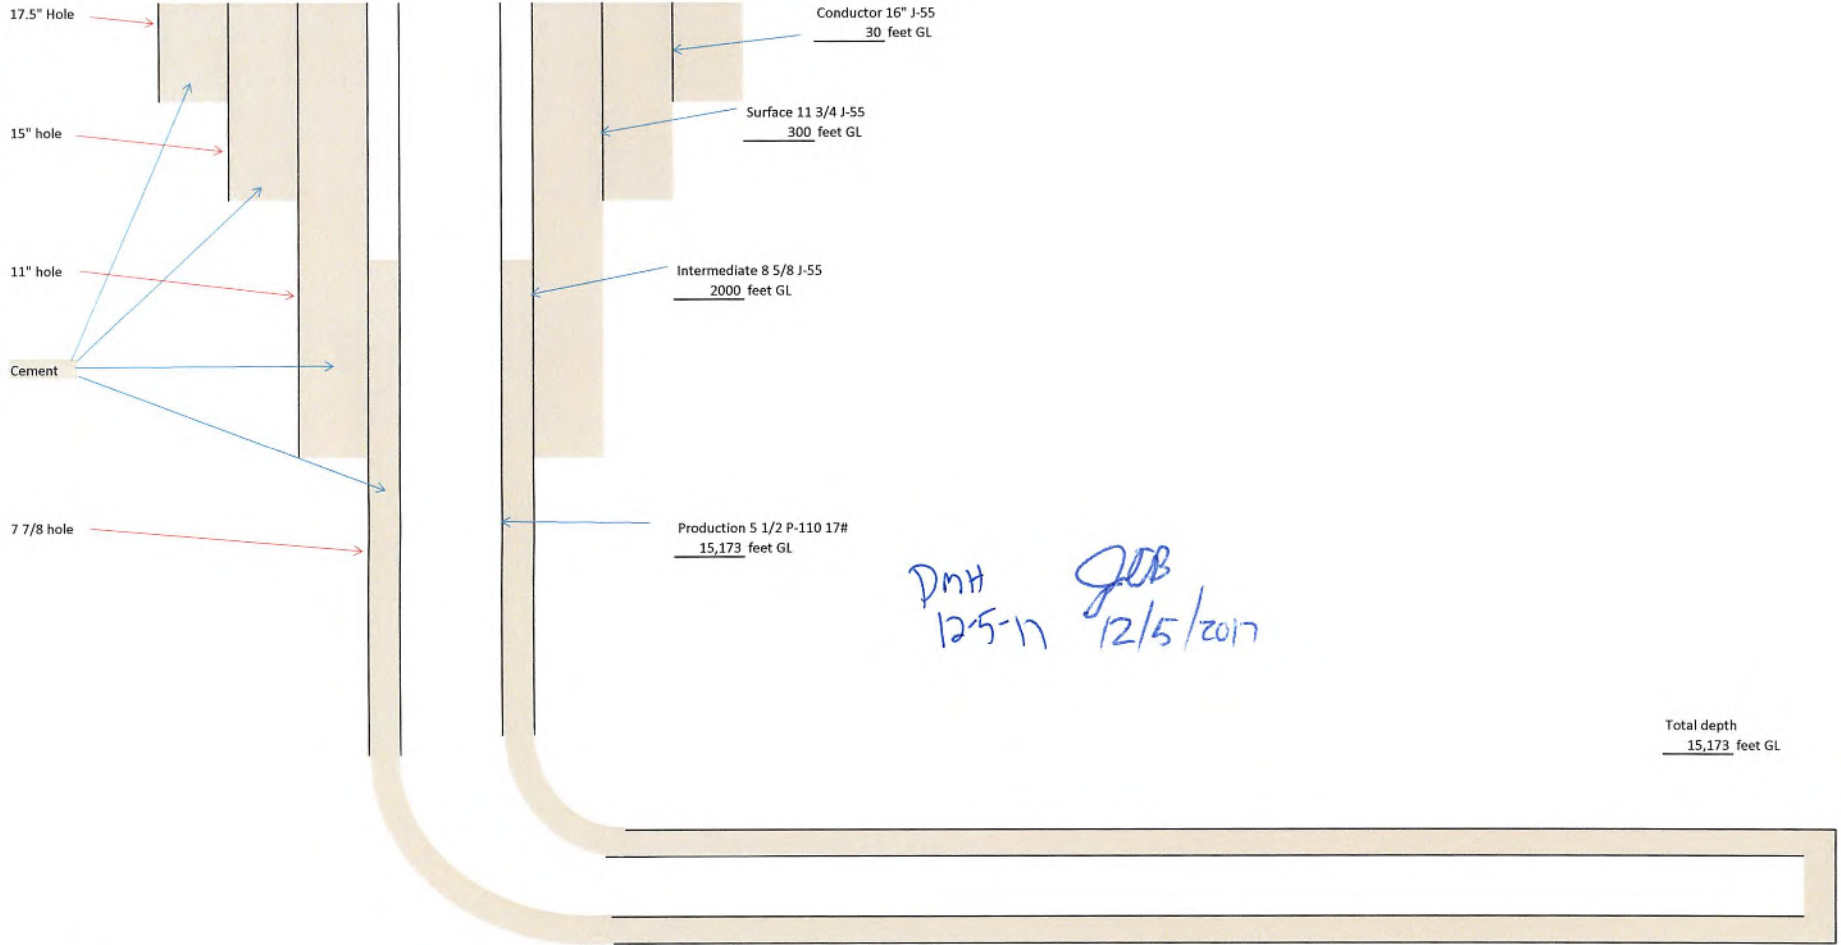 17.5" Hole
Conductor 16" J-55
30 feet GL
Surface 11 3/4 J-55
300 feet GL
15" hole
11" hole
Intermediate 8 5/8 J-55
2000 feet GL
Cement
7 7/8 hole
Production 5 1/2 P-110 17#
15,173 feet GL
DMH
12-5-17
JOB
12/5/2017
Total depth
15,173 feet GL